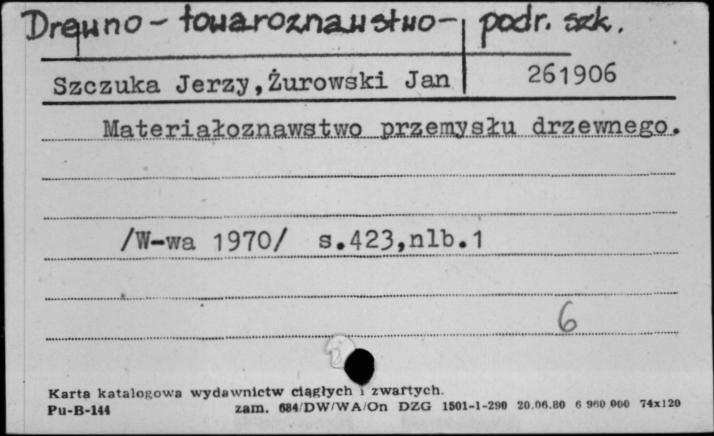 Drewno - towaroznawstwo - podr. szk.
Szczuka Jerzy, Żurowski Jan 261906
Materiałoznawstwo przemysłu drzewnego.
/W-wa 1970/ s.423,nlb.1
6
Karta katalogowa wydawnictw ciągłych i zwartych.
Pu-B-144 zam. 684/DW/WA/On DZG 1501-1-290 20.06.80 6 960 000 74x120